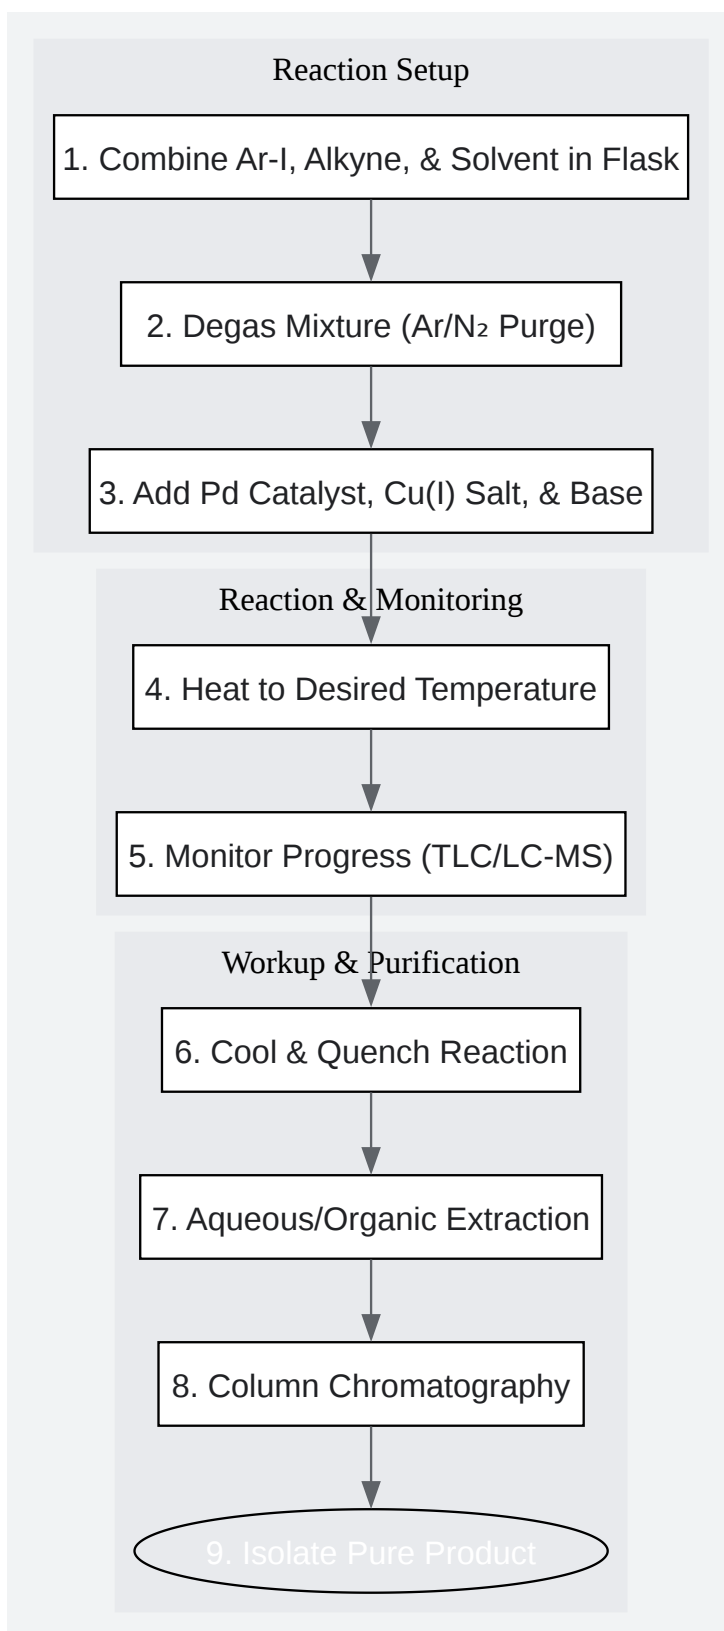 Reaction Setup
1. Combine Ar-I, Alkyne, & Solvent in Flask
2. Degas Mixture (Ar/N₂ Purge)
3. Add Pd Catalyst, Cu(I) Salt, & Base
Reaction & Monitoring
4. Heat to Desired Temperature
5. Monitor Progress (TLC/LC-MS)
Workup & Purification
6. Cool & Quench Reaction
7. Aqueous/Organic Extraction
8. Column Chromatography
9. Isolate Pure Product